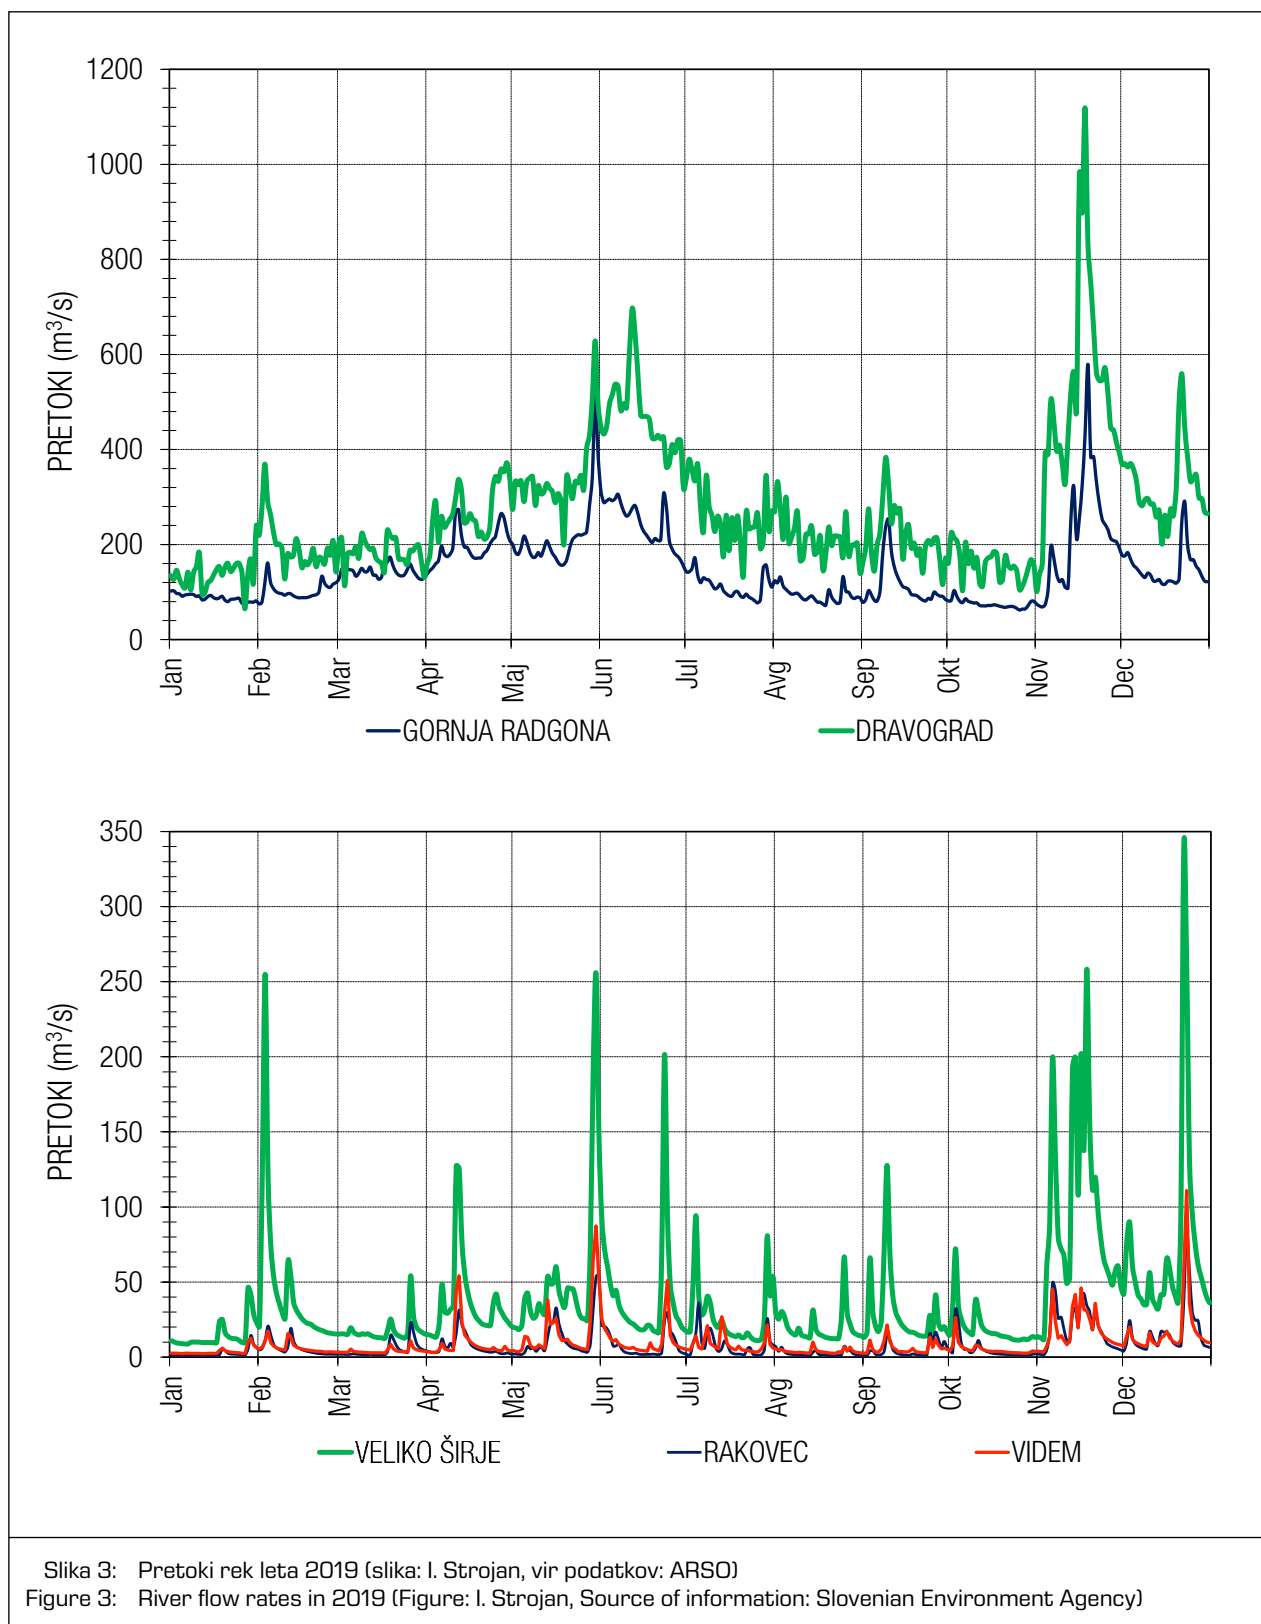 1200
1000
800
600
400
200
0
PRETOKI (m³/s)
Jan Feb Mar Apr Maj Jun Jul Avg Sep Okt Nov Dec
GORNJA RADGONA DRAVOGRAD
350
300
250
200
150
100
50
0
PRETOKI (m³/s)
Jan Feb Mar Apr Maj Jun Jul Avg Sep Okt Nov Dec
VELIKO ŠIRJE RAKOVEC VIDEM
Slika 3: Pretoki rek leta 2019 (slika: I. Strojan, vir podatkov: ARSO)
Figure 3: River flow rates in 2019 (Figure: I. Strojan, Source of information: Slovenian Environment Agency)